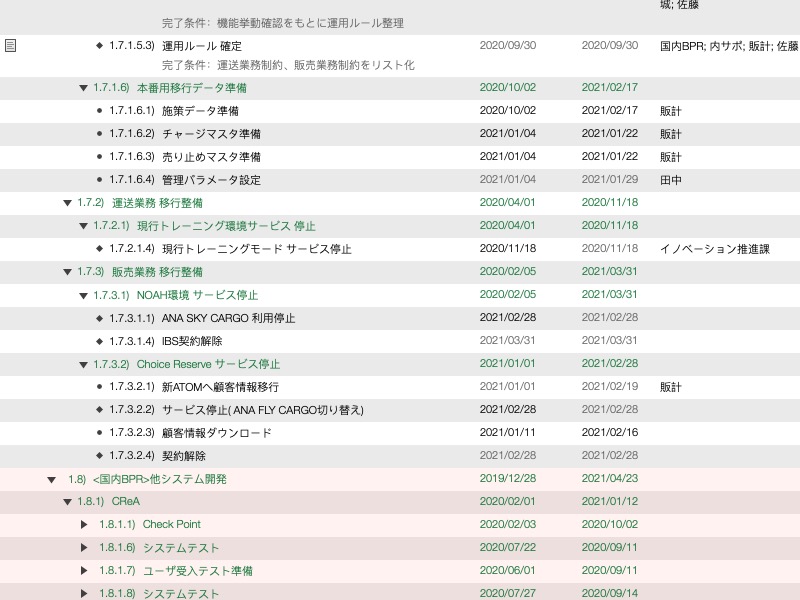 城; 佐藤
完了条件: 機能挙動確認をもとに運用ルール整理
1.7.1.5.3) 運用ルール 確定 2020/09/30 2020/09/30 国内BPR; 内サポ; 販計; 佐藤
完了条件: 運送業務制約、販売業務制約をリスト化
1.7.1.6) 本番用移行データ準備 2020/10/02 2021/02/17
1.7.1.6.1) 施策データ準備 2020/10/02 2021/02/17 販計
1.7.1.6.2) チャージマスタ準備 2021/01/04 2021/01/22 販計
1.7.1.6.3) 売り止めマスタ準備 2021/01/04 2021/01/22 販計
1.7.1.6.4) 管理パラメータ設定 2021/01/04 2021/01/29 田中
1.7.2) 運送業務 移行整備 2020/04/01 2020/11/18
1.7.2.1) 現行トレーニング環境サービス 停止 2020/04/01 2020/11/18
1.7.2.1.4) 現行トレーニングモード サービス停止 2020/11/18 2020/11/18 イノベーション推進課
1.7.3) 販売業務 移行整備 2020/02/05 2021/03/31
1.7.3.1) NOAH環境 サービス停止 2020/02/05 2021/03/31
1.7.3.1.1) ANA SKY CARGO 利用停止 2021/02/28 2021/02/28
1.7.3.1.4) IBS契約解除 2021/03/31 2021/03/31
1.7.3.2) Choice Reserve サービス停止 2021/01/01 2021/02/28
1.7.3.2.1) 新ATOMへ顧客情報移行 2021/01/01 2021/02/19 販計
1.7.3.2.2) サービス停止( ANA FLY CARGO切り替え) 2021/02/28 2021/02/28
1.7.3.2.3) 顧客情報ダウンロード 2021/01/11 2021/02/16
1.7.3.2.4) 契約解除 2021/02/28 2021/02/28
1.8) <国内BPR>他システム開発 2019/12/28 2021/04/23
1.8.1) CReA 2020/02/01 2021/01/12
1.8.1.1) Check Point 2020/02/03 2020/10/02
1.8.1.6) システムテスト 2020/07/22 2020/09/11
1.8.1.7) ユーザ受入テスト準備 2020/06/01 2020/09/11
1.8.1.8) システムテスト 2020/07/27 2020/09/14